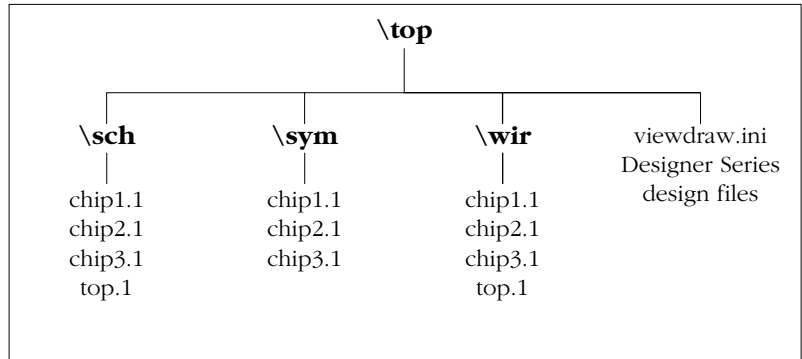 \top
\sch
chip1.1
chip2.1
chip3.1
top.1
\sym
chip1.1
chip2.1
chip3.1
\wir
chip1.1
chip2.1
chip3.1
top.1
viewdraw.ini
Designer Series
design files